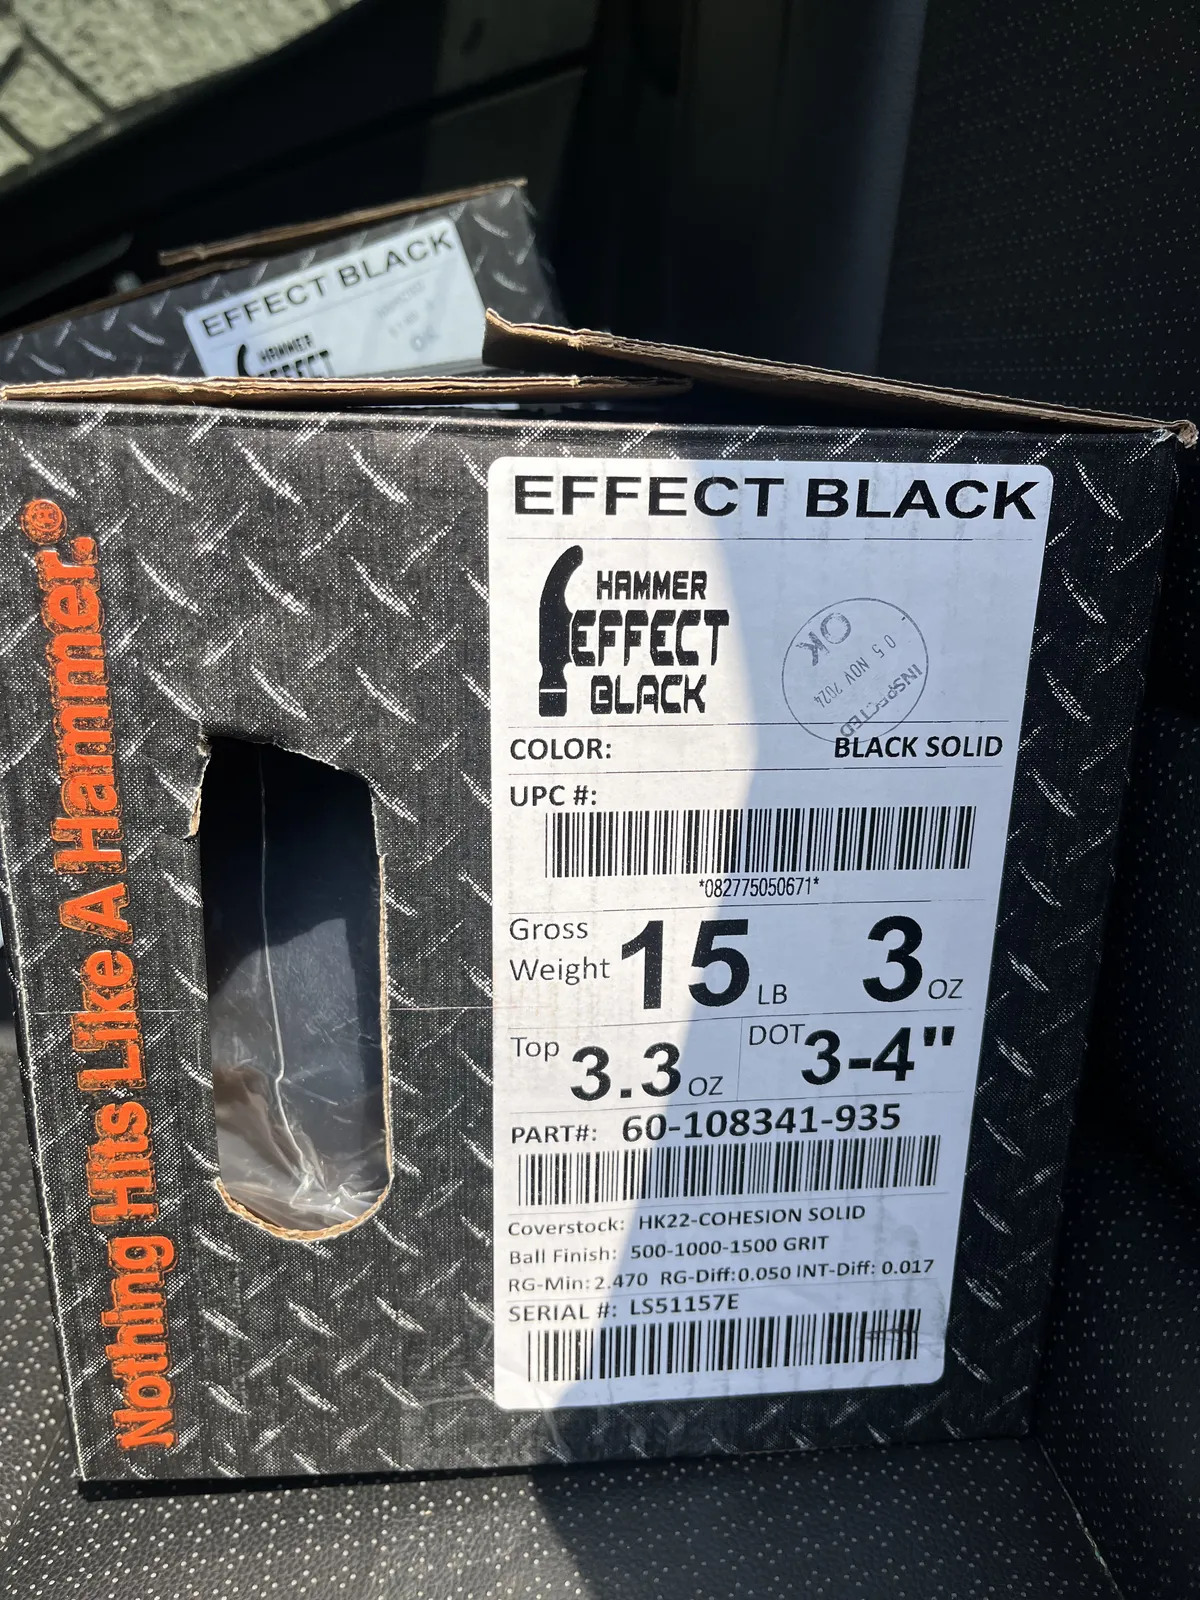 EFFECT BLACK
HAMMER
EFFECT
OK
Nothing Hits Like A Hammer.®
EFFECT BLACK
HAMMER
EFFECT
BLACK
OK
05 NOV 2024
INSPECTED
COLOR: BLACK SOLID
UPC #:
*082775050671*
Gross Weight 15 LB 3 OZ
Top 3.3 OZ DOT 3-4"
PART#: 60-108341-935
Coverstock: HK22-COHESION SOLID
Ball Finish: 500-1000-1500 GRIT
RG-Min: 2.470 RG-Diff:0.050 INT-Diff: 0.017
SERIAL #: LS51157E